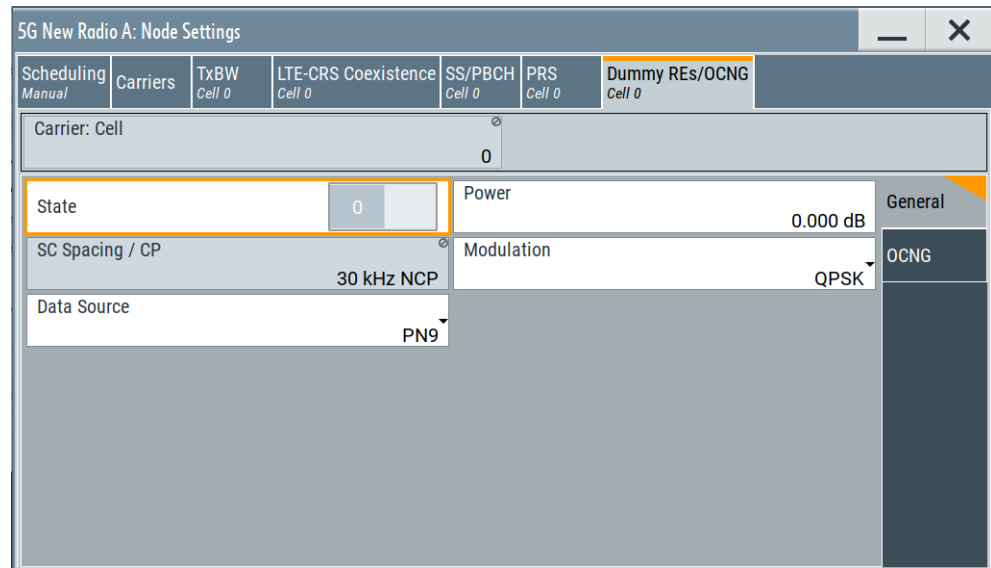 5G New Radio A: Node Settings
Scheduling Carriers TxBW LTE-CRS Coexistence SS/PBCH PRS Dummy REs/OCNG
Manual Cell 0 Cell 0 Cell 0 Cell 0 Cell 0
Carrier: Cell
0
State 0 Power General
0.000 dB
SC Spacing / CP Modulation OCNG
30 kHz NCP QPSK
Data Source
PN9